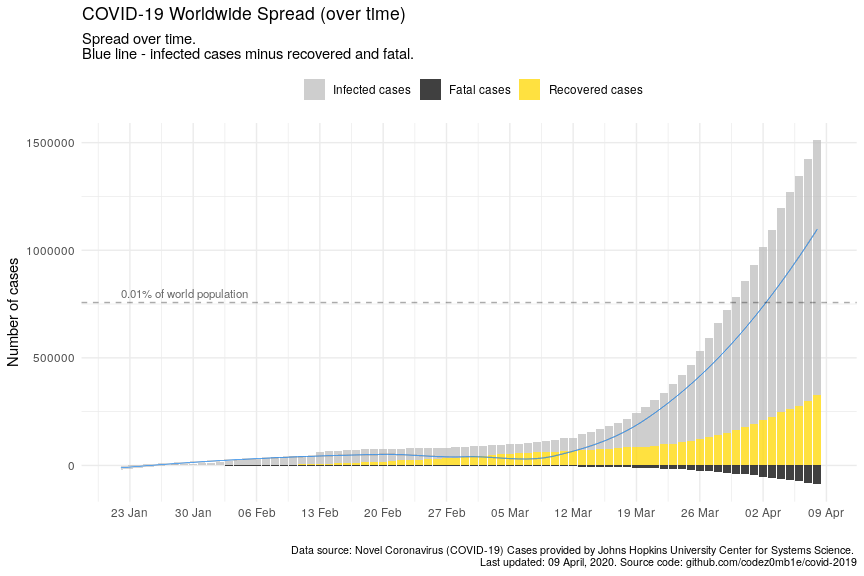 COVID-19 Worldwide Spread (over time)
Spread over time.
Blue line - infected cases minus recovered and fatal.
Infected cases Fatal cases Recovered cases
Number of cases
1500000
1000000
0.01% of world population
500000
0
23 Jan 30 Jan 06 Feb 13 Feb 20 Feb 27 Feb 05 Mar 12 Mar 19 Mar 26 Mar 02 Apr 09 Apr
Data source: Novel Coronavirus (COVID-19) Cases provided by Johns Hopkins University Center for Systems Science.
Last updated: 09 April, 2020. Source code: github.com/codez0mb1e/covid-2019